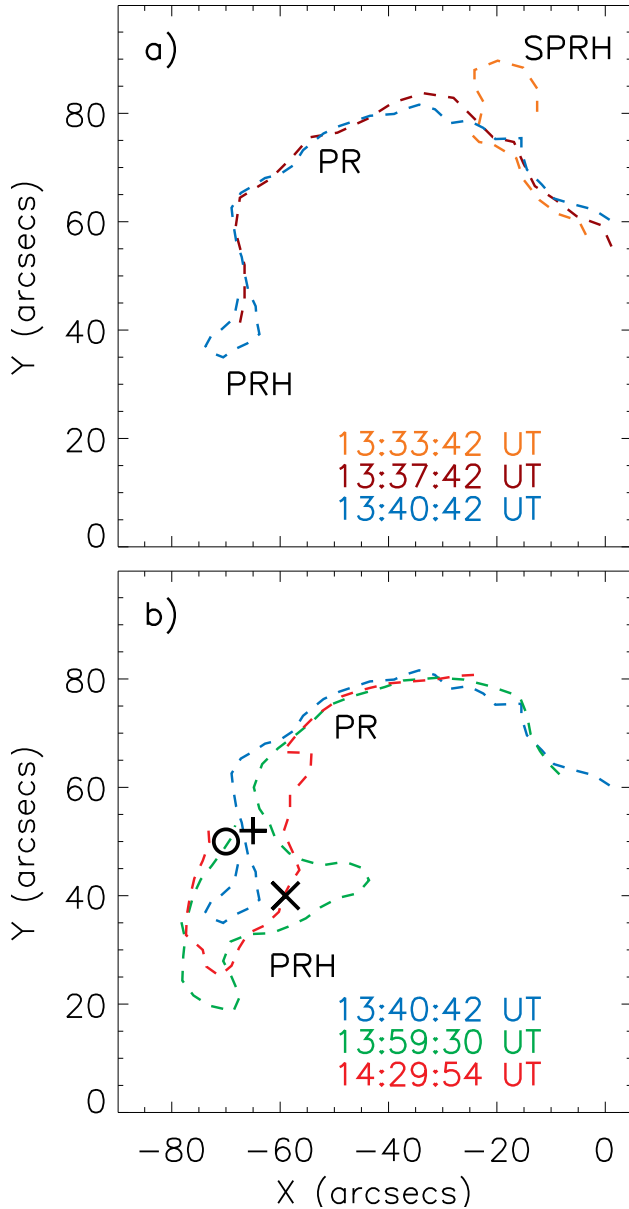 a)
SPRH
80
PR
60
Y (arcsecs)
40
PRH
20
13:33:42 UT
13:37:42 UT
13:40:42 UT
0
b)
80
PR
60
Y (arcsecs)
40
PRH
20
13:40:42 UT
13:59:30 UT
14:29:54 UT
0
−80 −60 −40 −20 0
X (arcsecs)